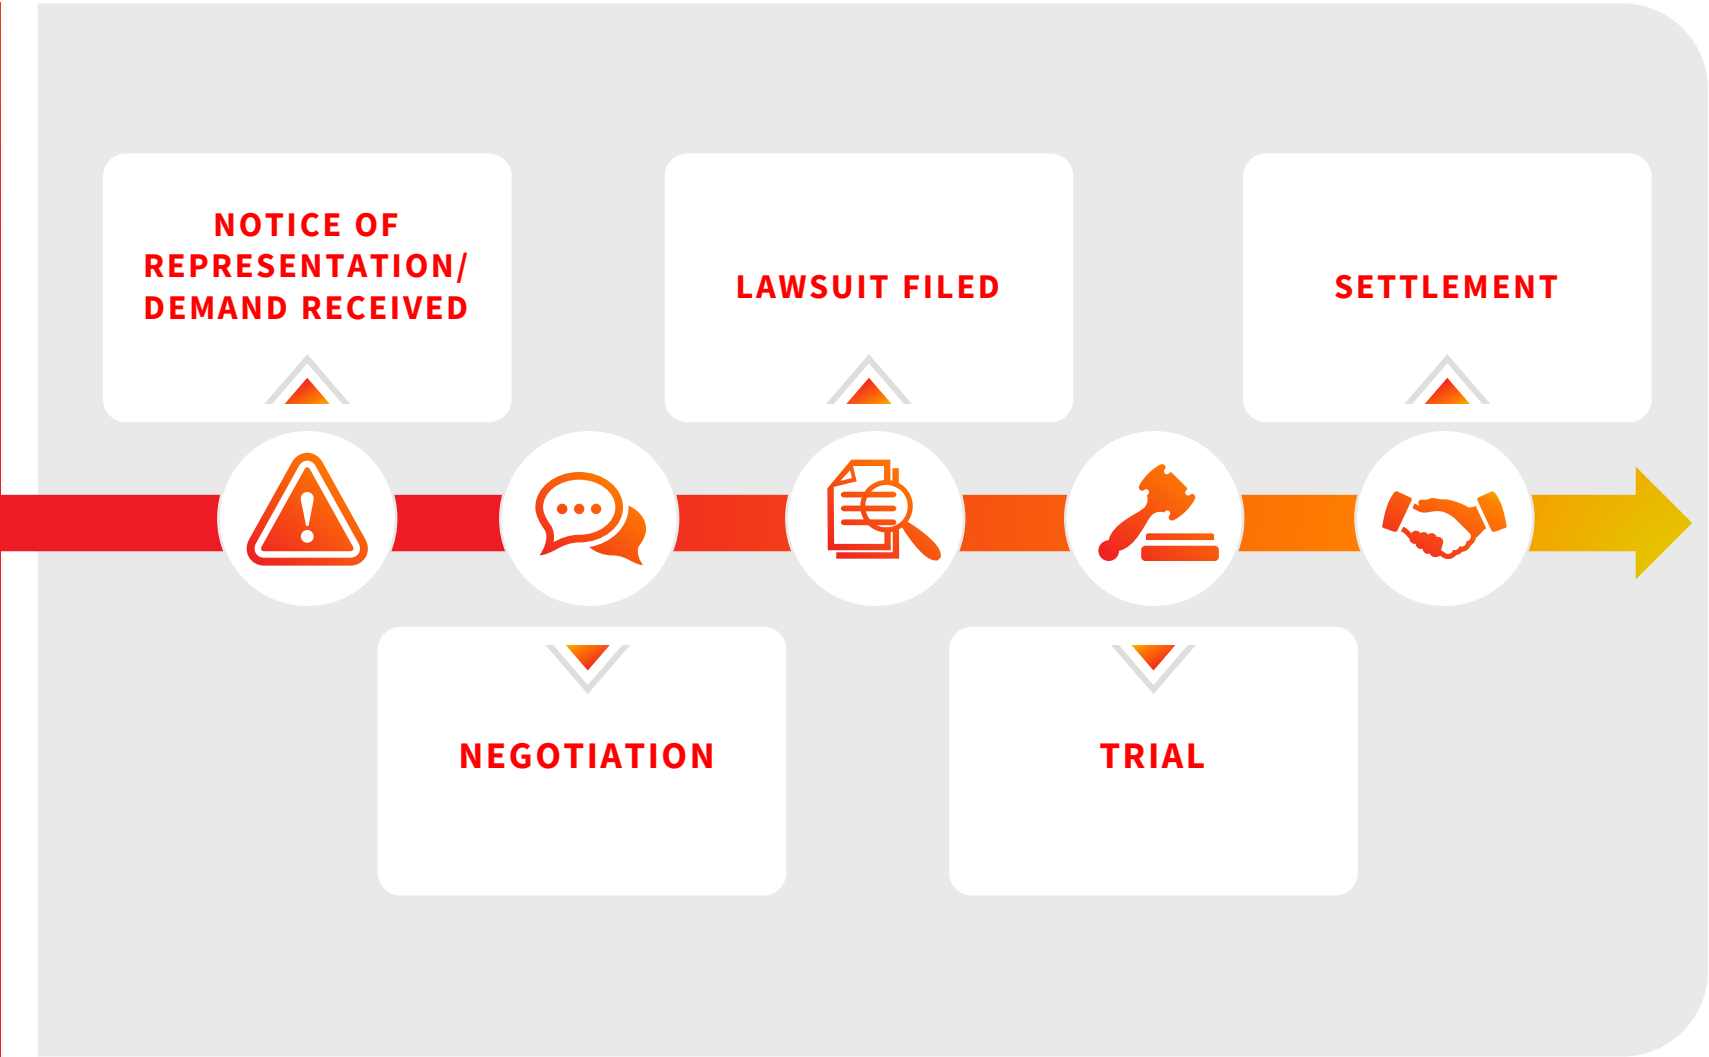 NOTICE OF
REPRESENTATION/
DEMAND RECEIVED
NEGOTIATION
LAWSUIT FILED
TRIAL
SETTLEMENT